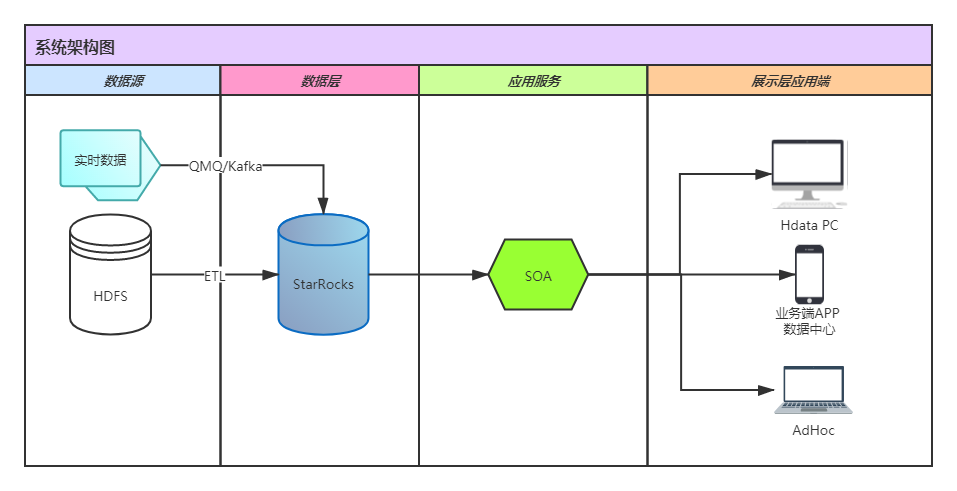 系统架构图
数据源
数据层
应用服务
展示层应用端
实时数据
QMQ/Kafka
HDFS
ETL
StarRocks
SOA
Hdata PC
业务端APP
数据中心
AdHoc